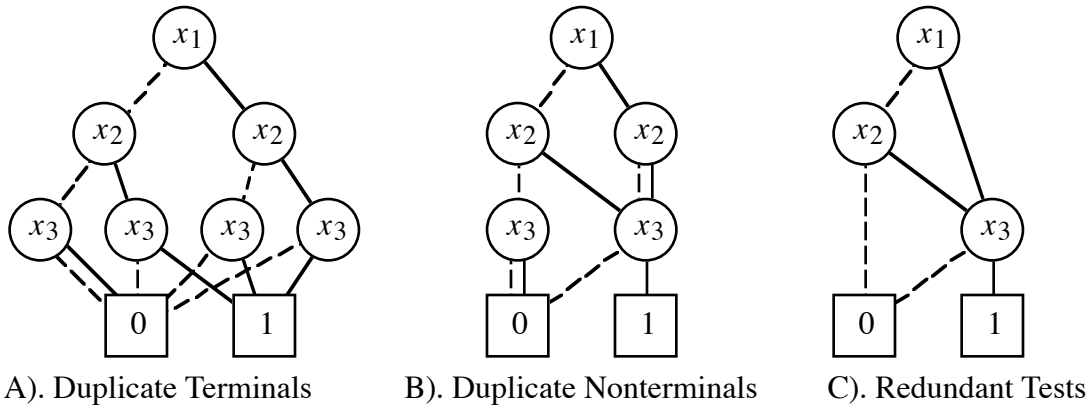 x1 x1 x1
x2 x2 x2 x2 x2
x3 x3 x3 x3 x3 x3 x3
0 1 0 1 0 1
A). Duplicate Terminals B). Duplicate Nonterminals C). Redundant Tests